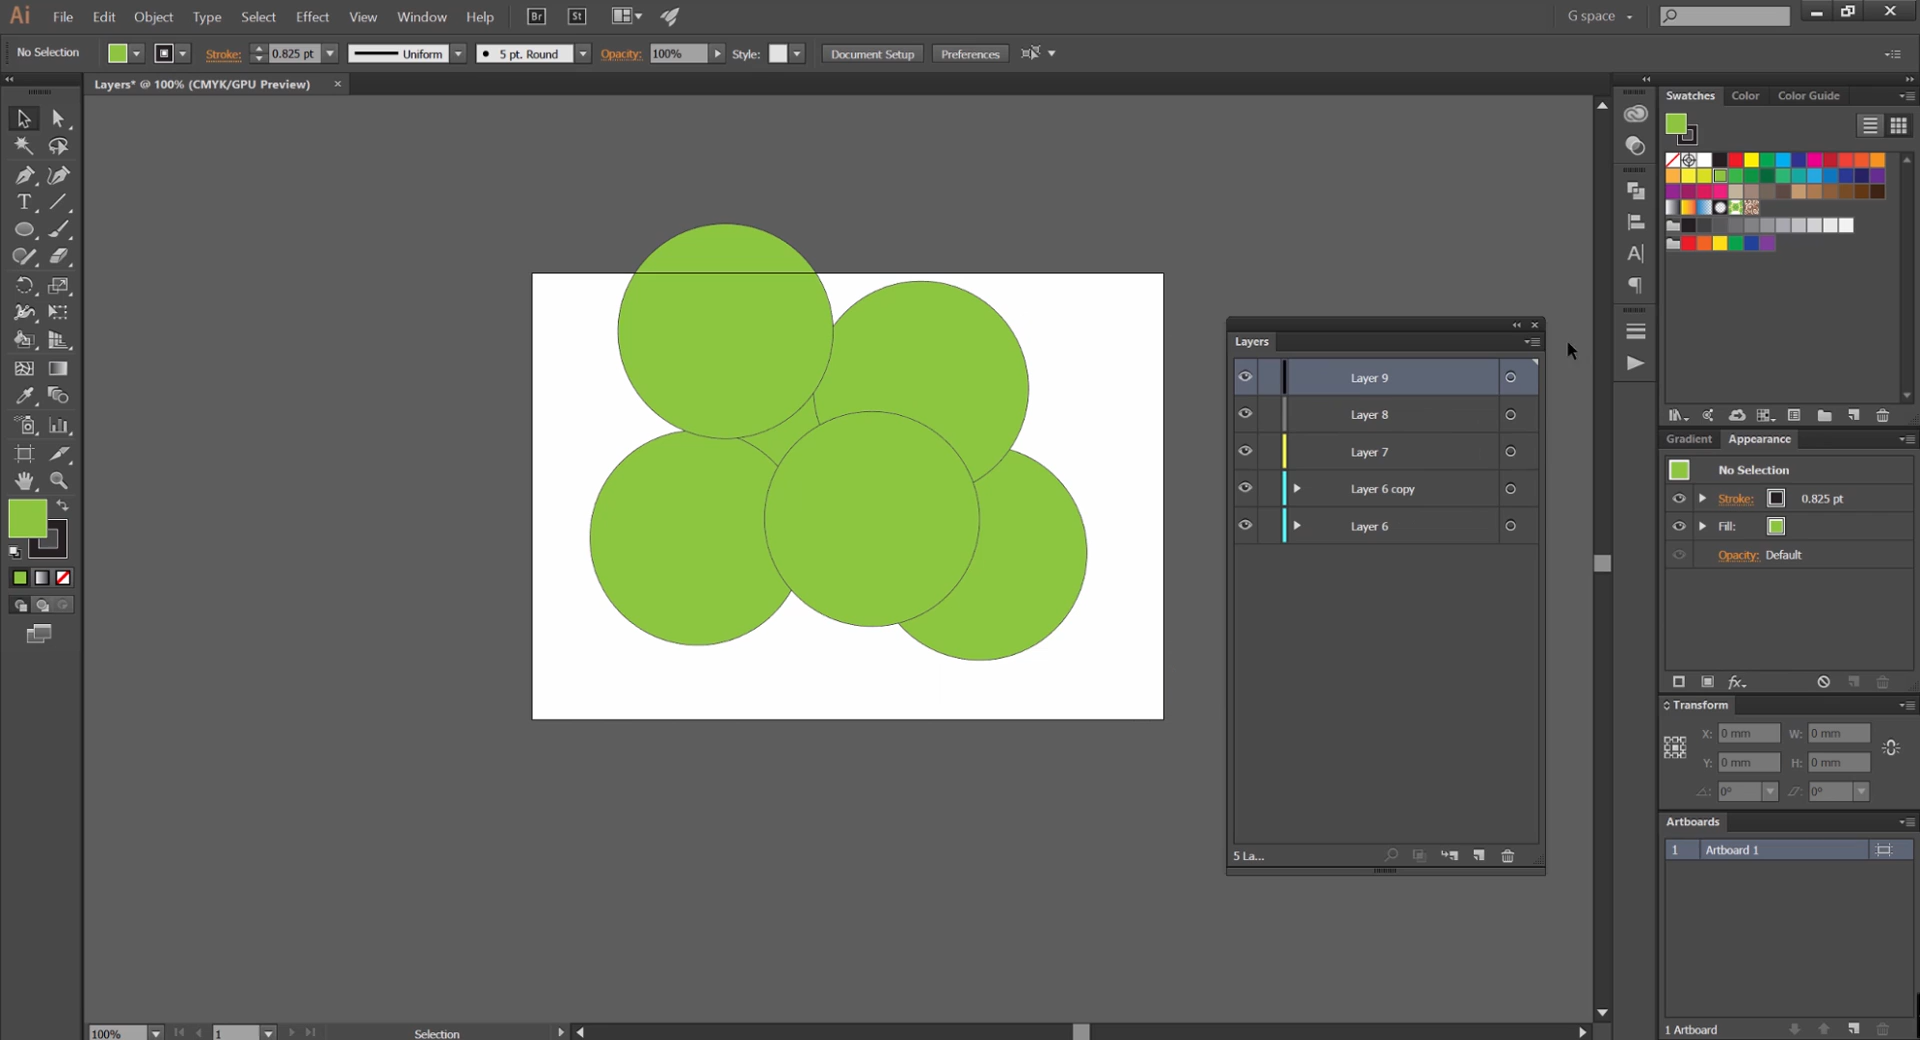 Ai File Edit Object Type Select Effect View Window Help Br St G space
No Selection Stroke: 0.825 pt Uniform 5 pt. Round Opacity: 100% Style: Document Setup Preferences
Layers* @ 100% (CMYK/GPU Preview)
Swatches Color Color Guide
Layers
Layer 9
Layer 8
Layer 7
Layer 6 copy
Layer 6
5 La...
Gradient Appearance
No Selection
Stroke: 0.825 pt
Fill:
Opacity: Default
fx
Transform
X: 0 mm W: 0 mm
Y: 0 mm H: 0 mm
0° 0°
Artboards
1 Artboard 1
1 Artboard
100% 1 Selection